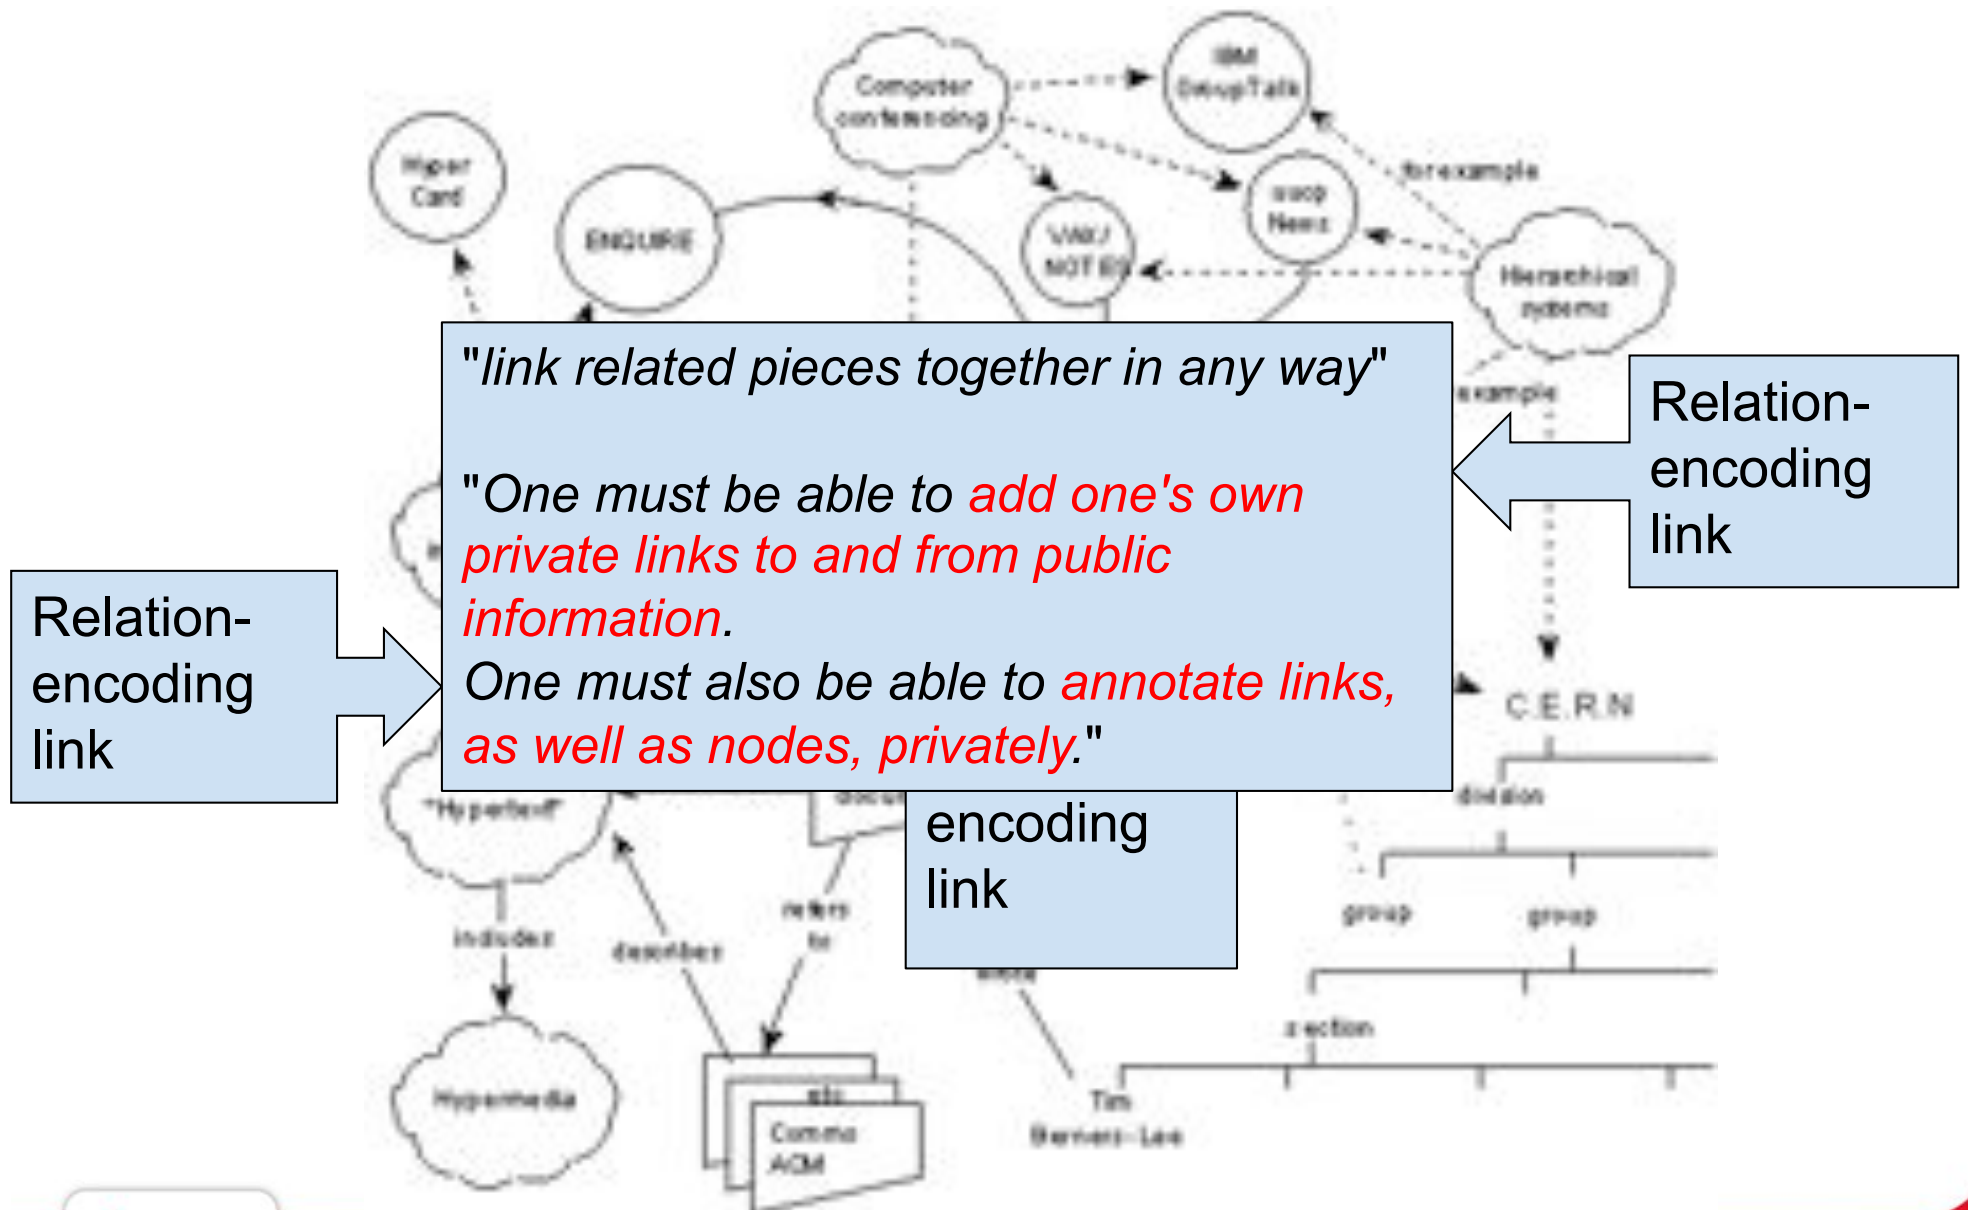 IBM
GroupTalk
Computer
conferencing
Hyper
Card
for example
uucp
News
ENQUIRE
VAX/
NOTES
Hierarchical
systems
"link related pieces together in any way"
example
Relation-
encoding
link
"One must be able to add one's own
private links to and from public
information.
One must also be able to annotate links,
as well as nodes, privately."
Relation-
encoding
link
C.E.R.N
"Hypertext"
division
encoding
link
refers
to
group
group
includes
describes
section
Hypermedia
etc
Tim
Berners-Lee
Comms
ACM